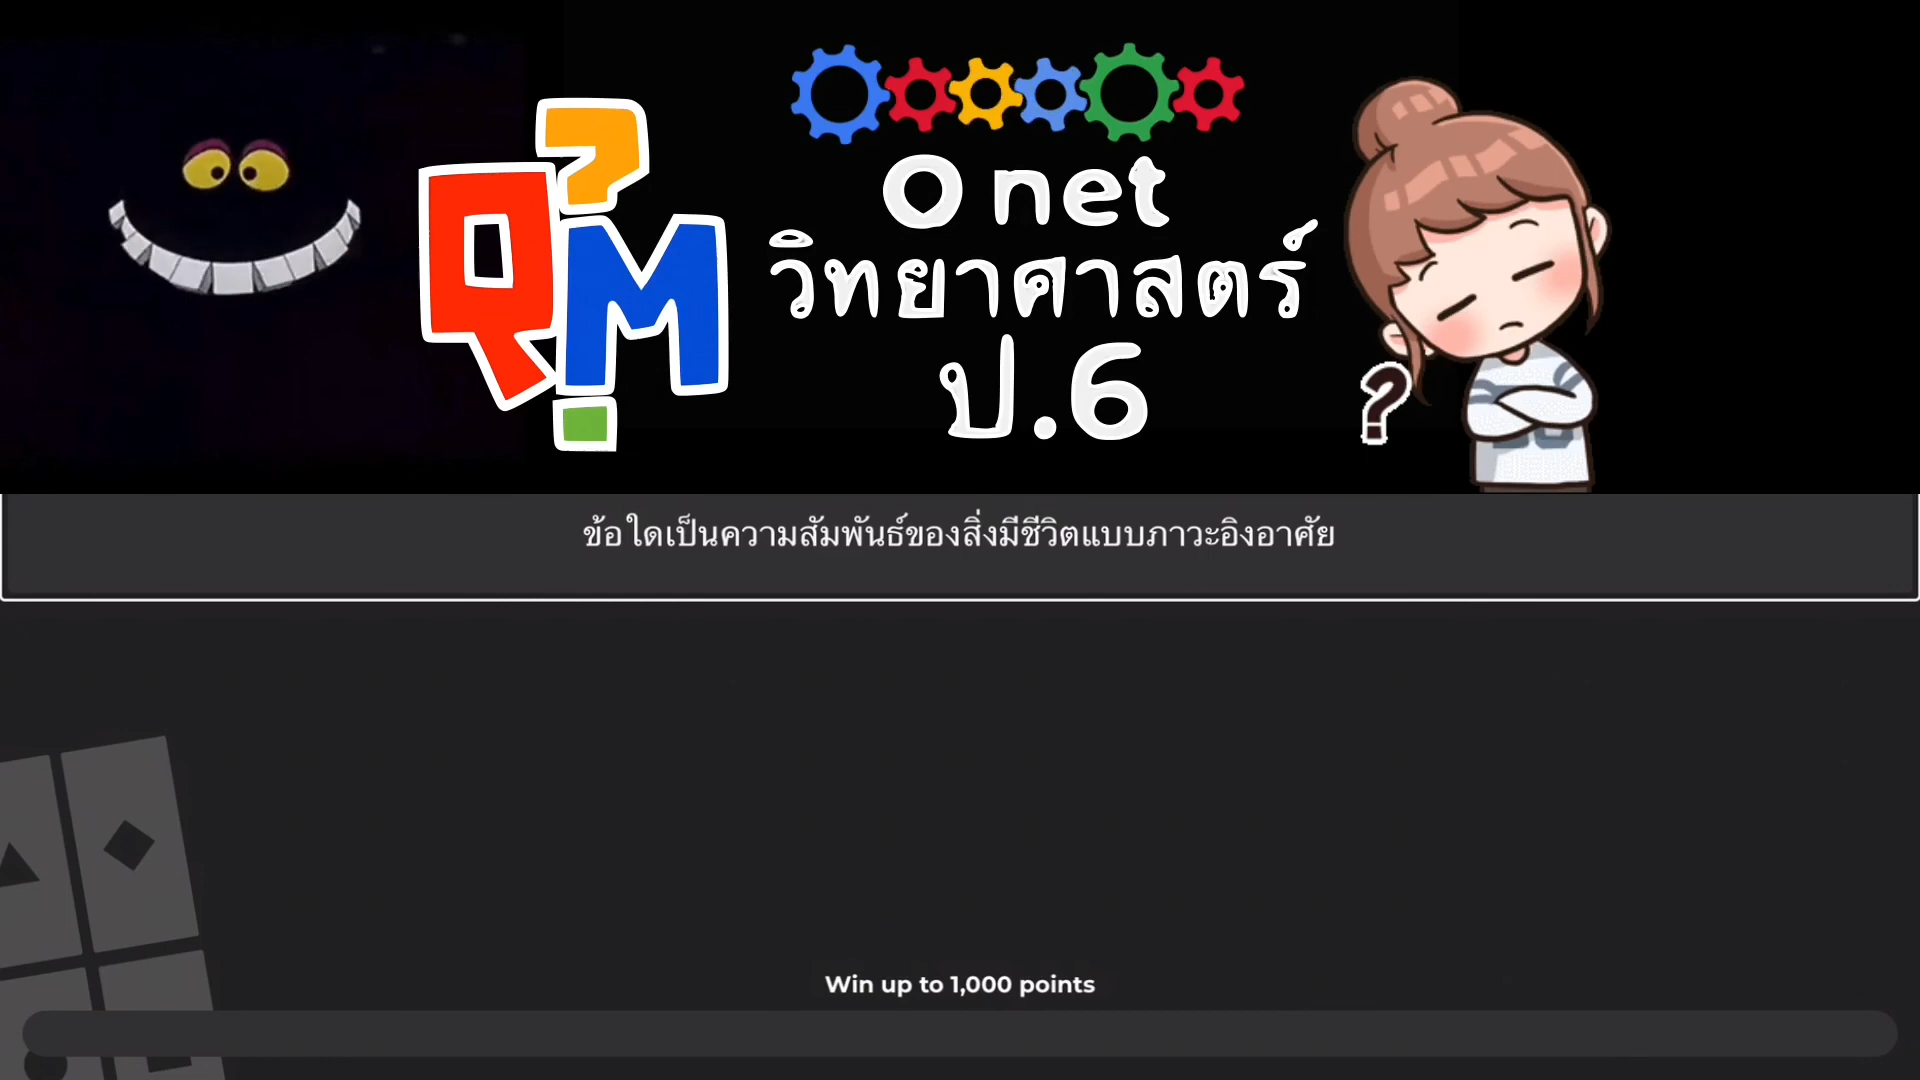 ?
QM
!
O net
วิทยาศาสตร์
ป.6
?
ข้อใดเป็นความสัมพันธ์ของสิ่งมีชีวิตแบบภาวะอิงอาศัย
Win up to 1,000 points